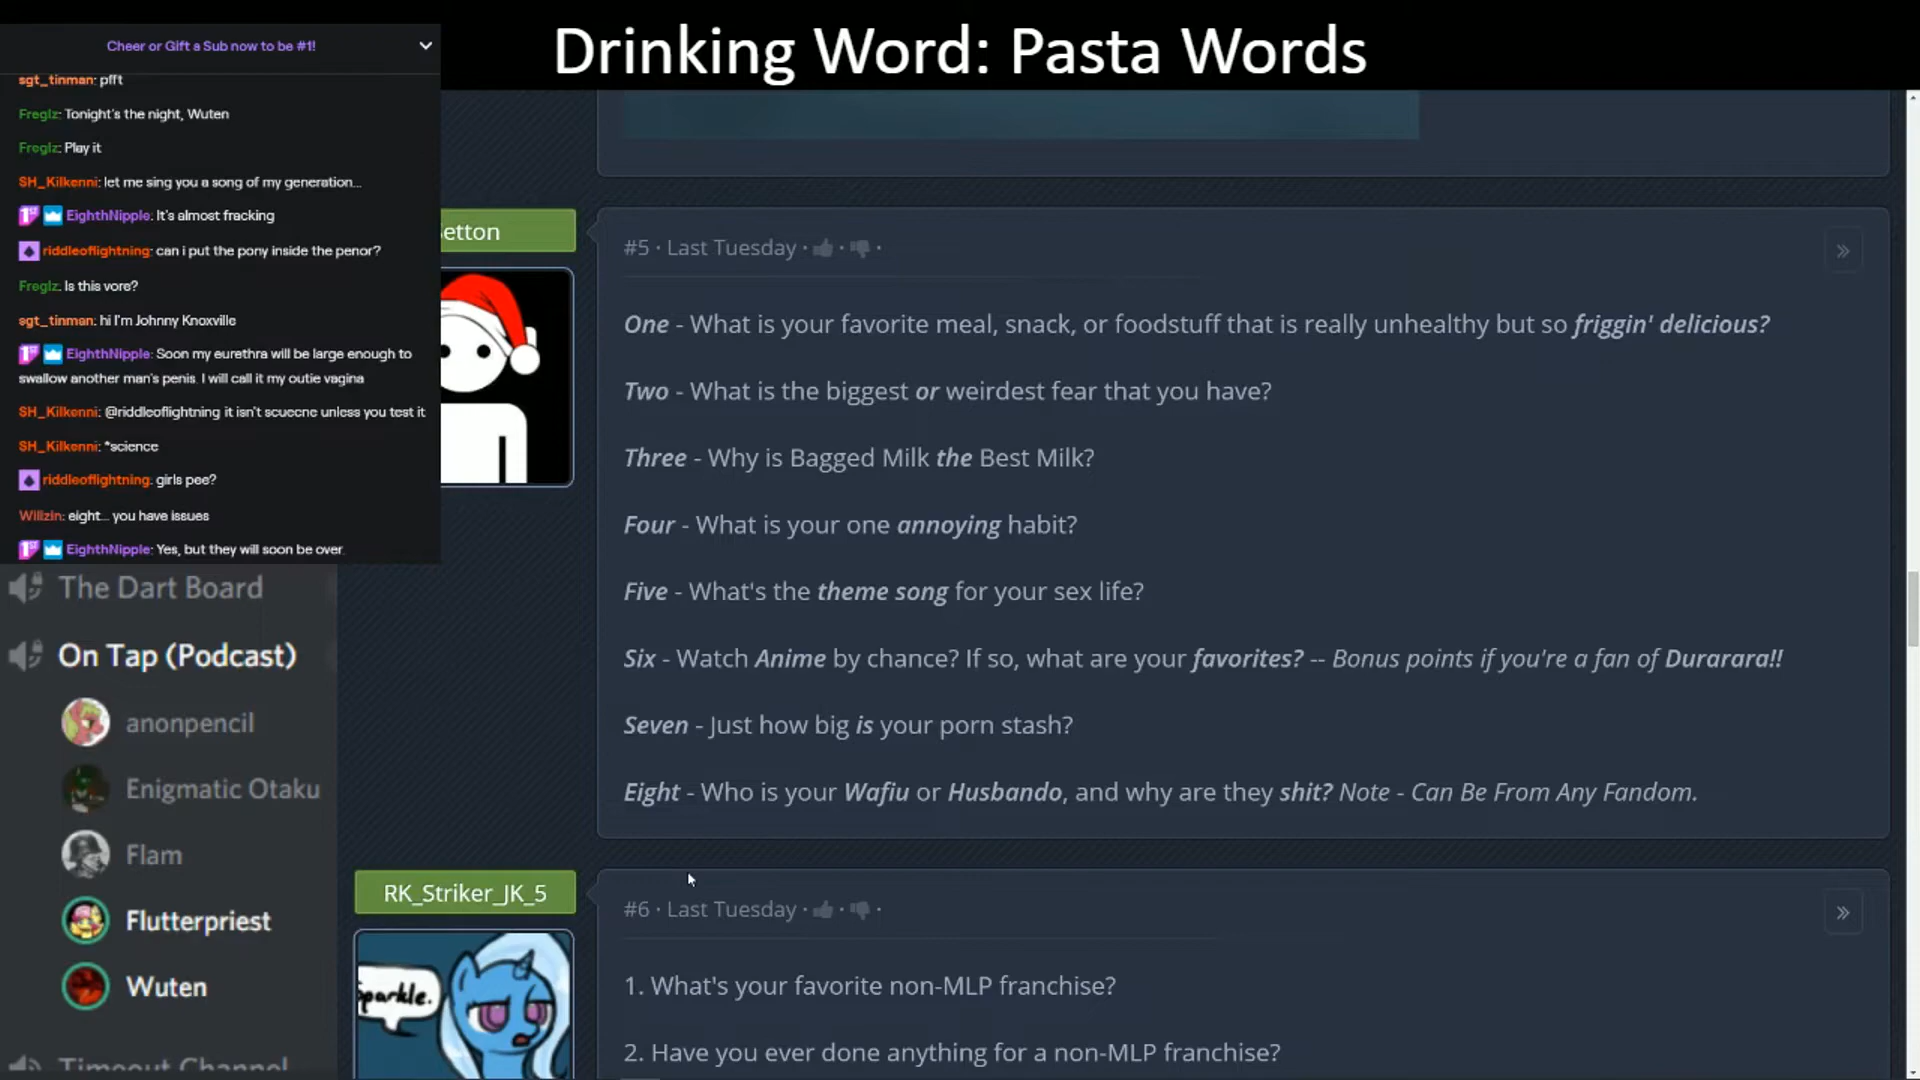 Drinking Word: Pasta Words
Cheer or Gift a Sub now to be #1!
sgt_tinman: pfft
Freglz: Tonight's the night, Wuten
Freglz: Play it
SH_Kilkenni: let me sing you a song of my generation...
EighthNipple: It's almost fracking
riddleoflightning: can i put the pony inside the penor?
Freglz: Is this vore?
sgt_tinman: hi I'm Johnny Knoxville
EighthNipple: Soon my eurethra will be large enough to
swallow another man's penis. I will call it my outie vagina
SH_Kilkenni: @riddleoflightning it isn't scuecne unless you test it
SH_Kilkenni: *science
riddleoflightning: girls pee?
Willzin: eight... you have issues
EighthNipple: Yes, but they will soon be over.
The Dart Board
On Tap (Podcast)
anonpencil
Enigmatic Otaku
Flam
Flutterpriest
Wuten
Timeout Channel
etton
#5 · Last Tuesday · · ·
One - What is your favorite meal, snack, or foodstuff that is really unhealthy but so friggin' delicious?
Two - What is the biggest or weirdest fear that you have?
Three - Why is Bagged Milk the Best Milk?
Four - What is your one annoying habit?
Five - What's the theme song for your sex life?
Six - Watch Anime by chance? If so, what are your favorites? -- Bonus points if you're a fan of Durarara!!
Seven - Just how big is your porn stash?
Eight - Who is your Wafiu or Husbando, and why are they shit? Note - Can Be From Any Fandom.
RK_Striker_JK_5
parkle.
#6 · Last Tuesday · · ·
1. What's your favorite non-MLP franchise?
2. Have you ever done anything for a non-MLP franchise?